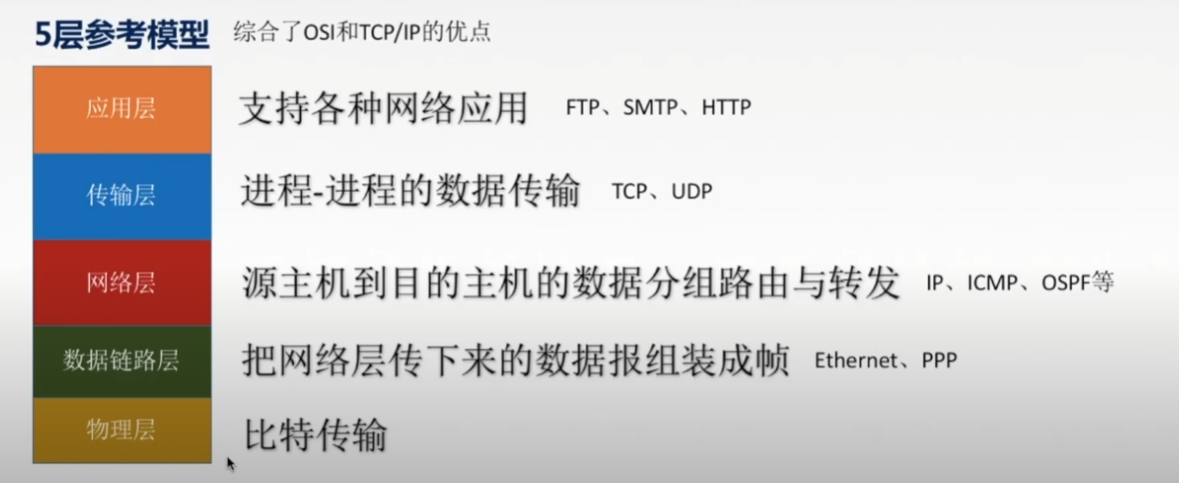 5层参考模型 综合了OSI和TCP/IP的优点
应用层 支持各种网络应用 FTP、SMTP、HTTP
传输层 进程-进程的数据传输 TCP、UDP
网络层 源主机到目的主机的数据分组路由与转发 IP、ICMP、OSPF等
数据链路层 把网络层传下来的数据报组装成帧 Ethernet、PPP
物理层 比特传输